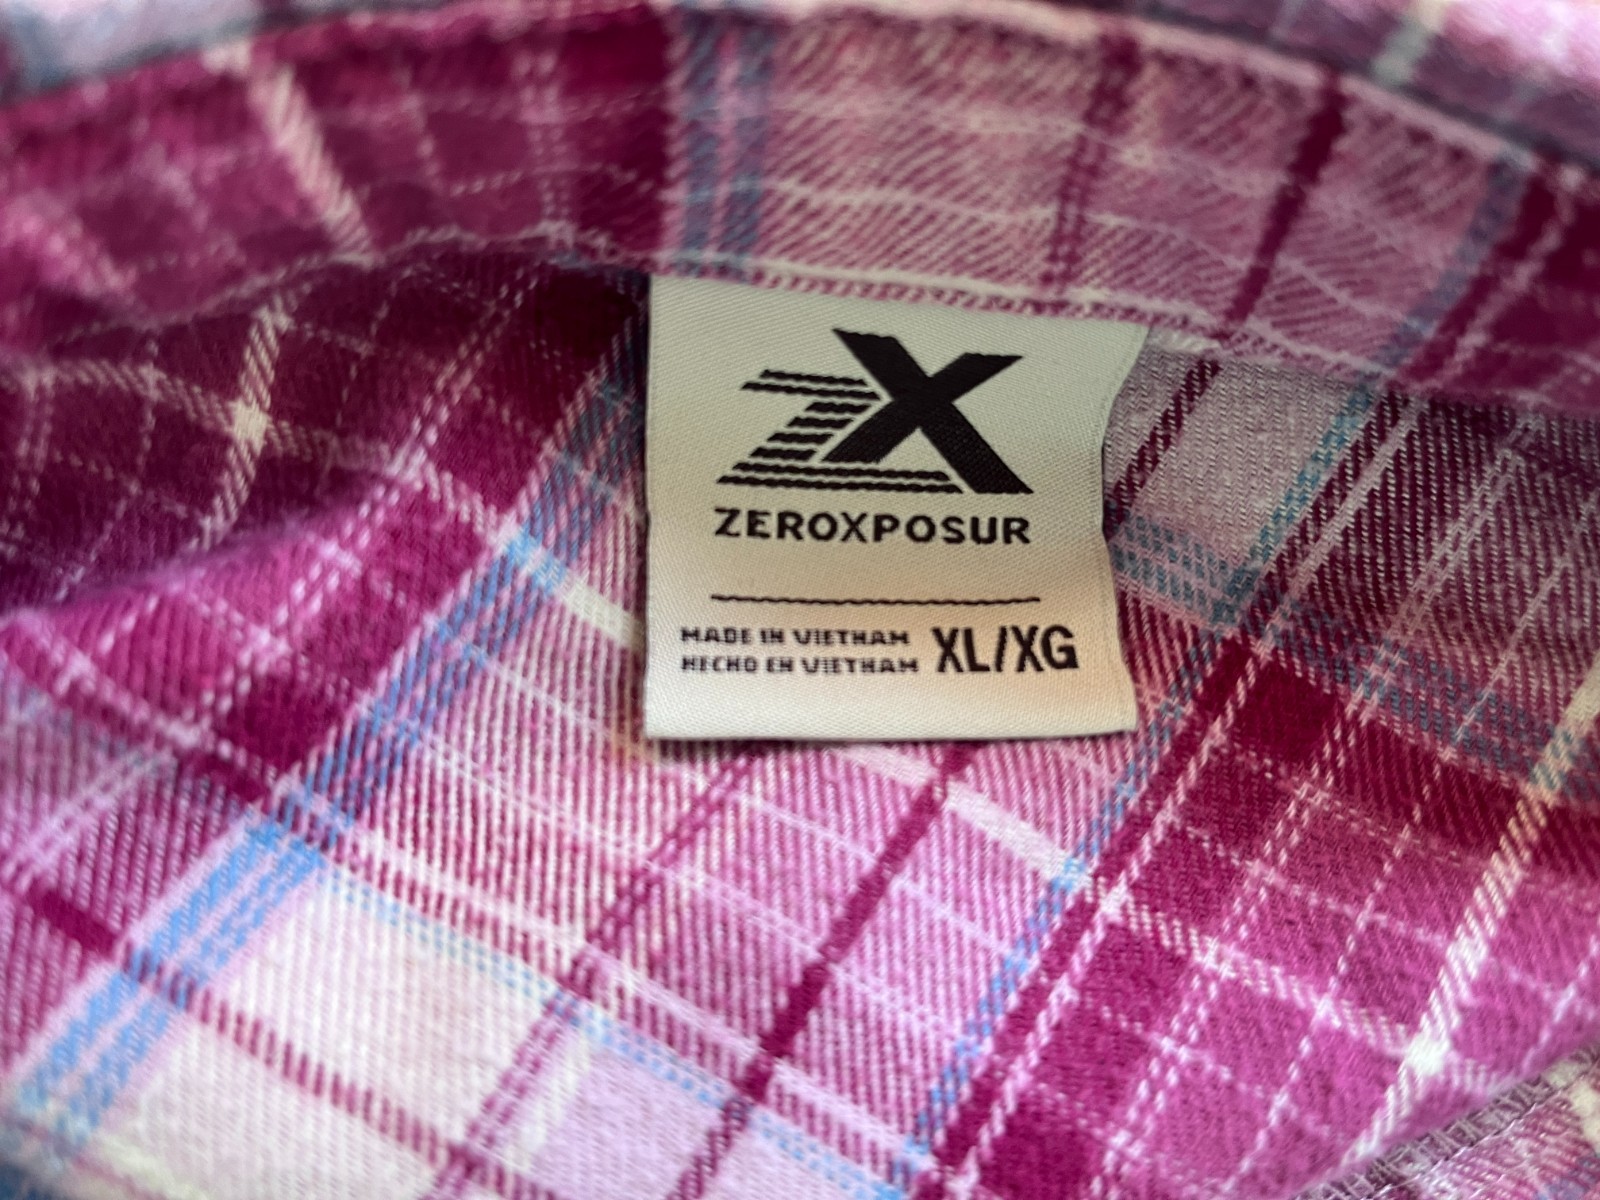 ZX
ZEROXPOSUR
MADE IN VIETNAM
HECHO EN VIETNAM
XL/XG